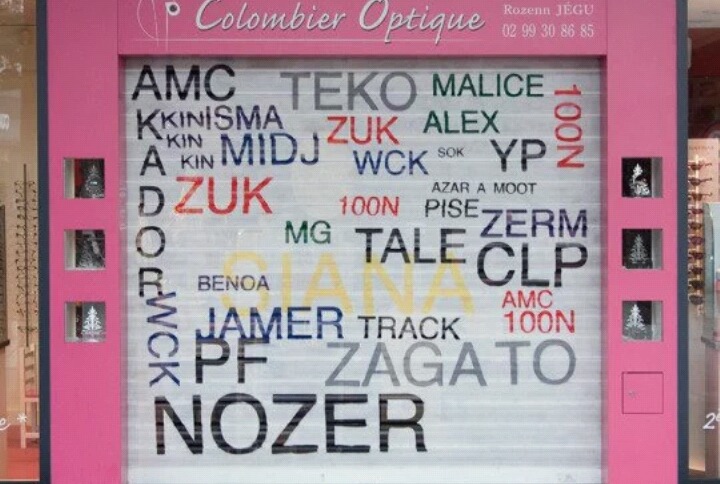 Colombier Optique
Rozenn JÉGU
02 99 30 86 85
AMC
TEKO
MALICE
100N
KADOR
KKINISMA
KIN
KIN
MIDJ
ZUK
ALEX
WCK
SOK
YP
ZUK
100N
AZAR A MOOT
PISE
ZERM
MG
TALE
CLP
BENOA
SIANA
AMC
100N
WCK
JAMER
TRACK
PF
ZAGATO
NOZER